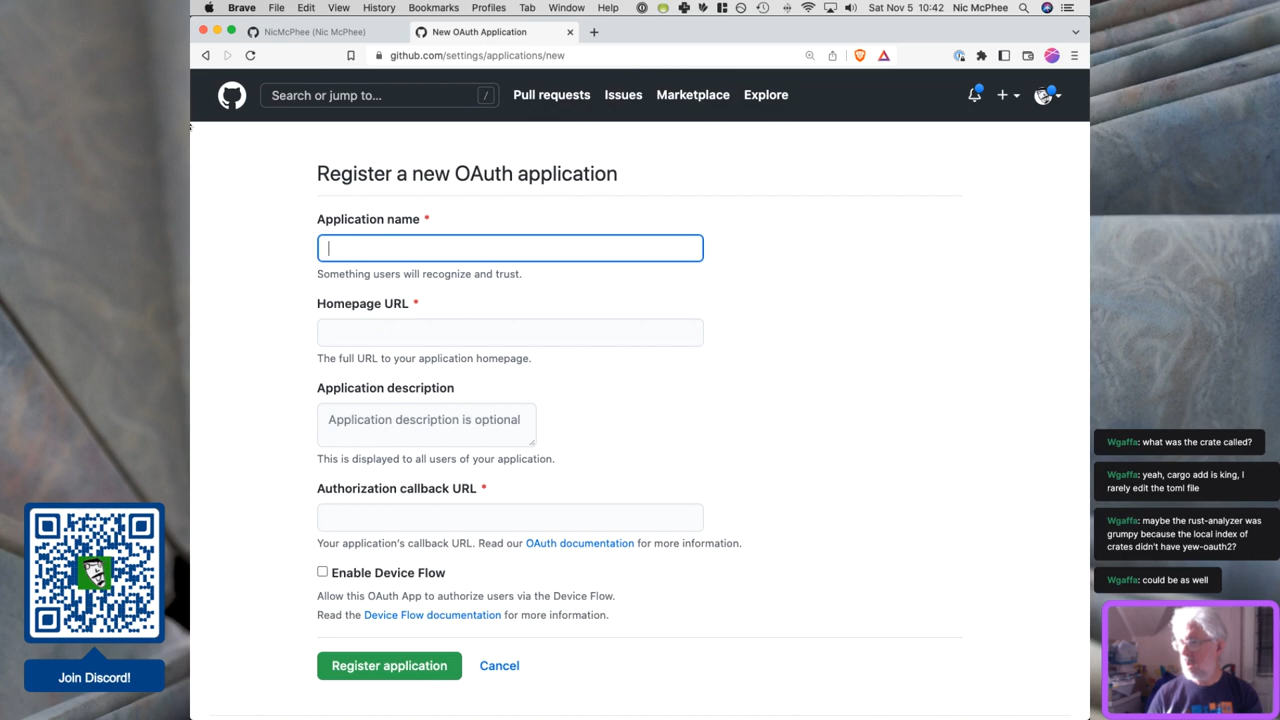 Brave File Edit View History Bookmarks Profiles Tab Window Help Sat Nov 5 10:42 Nic McPhee
NicMcPhee (Nic McPhee)
New OAuth Application
github.com/settings/applications/new
Search or jump to... /
Pull requests Issues Marketplace Explore
Register a new OAuth application
Application name *
Something users will recognize and trust.
Homepage URL *
The full URL to your application homepage.
Application description
Application description is optional
This is displayed to all users of your application.
Authorization callback URL *
Your application's callback URL. Read our OAuth documentation for more information.
Enable Device Flow
Allow this OAuth App to authorize users via the Device Flow.
Read the Device Flow documentation for more information.
Register application
Cancel
Join Discord!
Wgaffa: what was the crate called?
Wgaffa: yeah, cargo add is king, I
rarely edit the toml file
Wgaffa: maybe the rust-analyzer was
grumpy because the local index of
crates didn't have yew-oauth2?
Wgaffa: could be as well